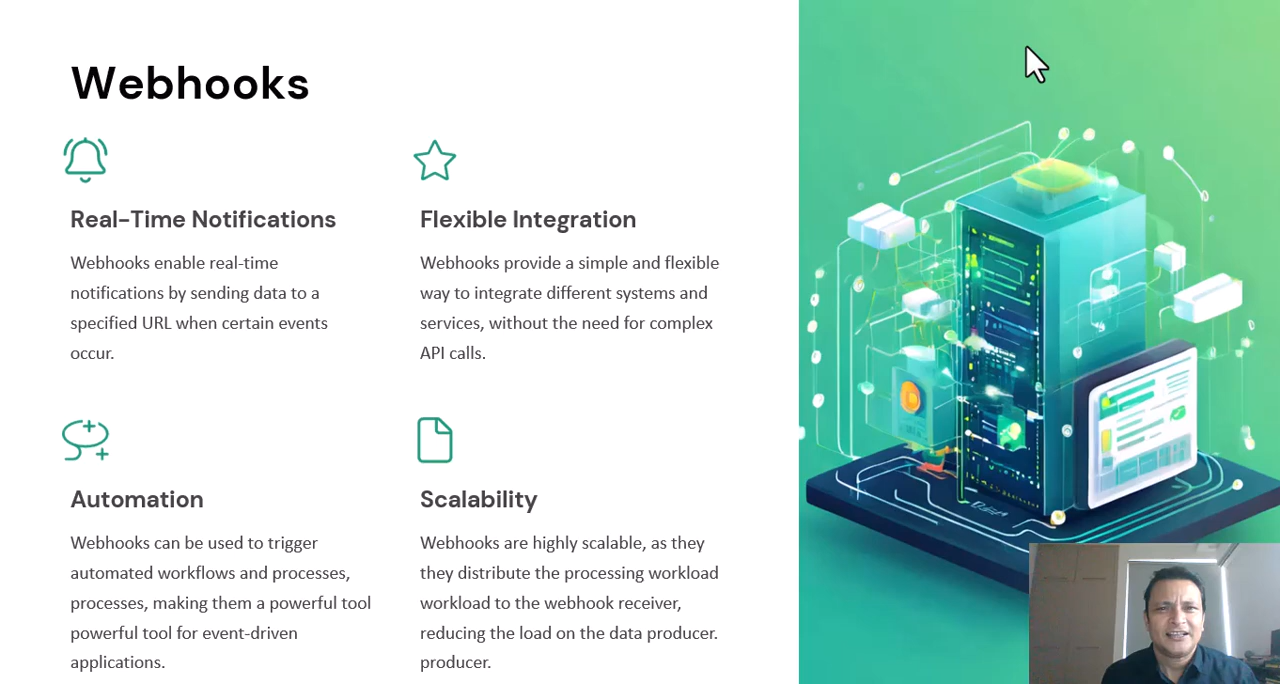 Webhooks
Real-Time Notifications
Webhooks enable real-time
notifications by sending data to a
specified URL when certain events
occur.
Flexible Integration
Webhooks provide a simple and flexible
way to integrate different systems and
services, without the need for complex
API calls.
Automation
Webhooks can be used to trigger
automated workflows and processes,
processes, making them a powerful tool
powerful tool for event-driven
applications.
Scalability
Webhooks are highly scalable, as they
they distribute the processing workload
workload to the webhook receiver,
reducing the load on the data producer.
producer.